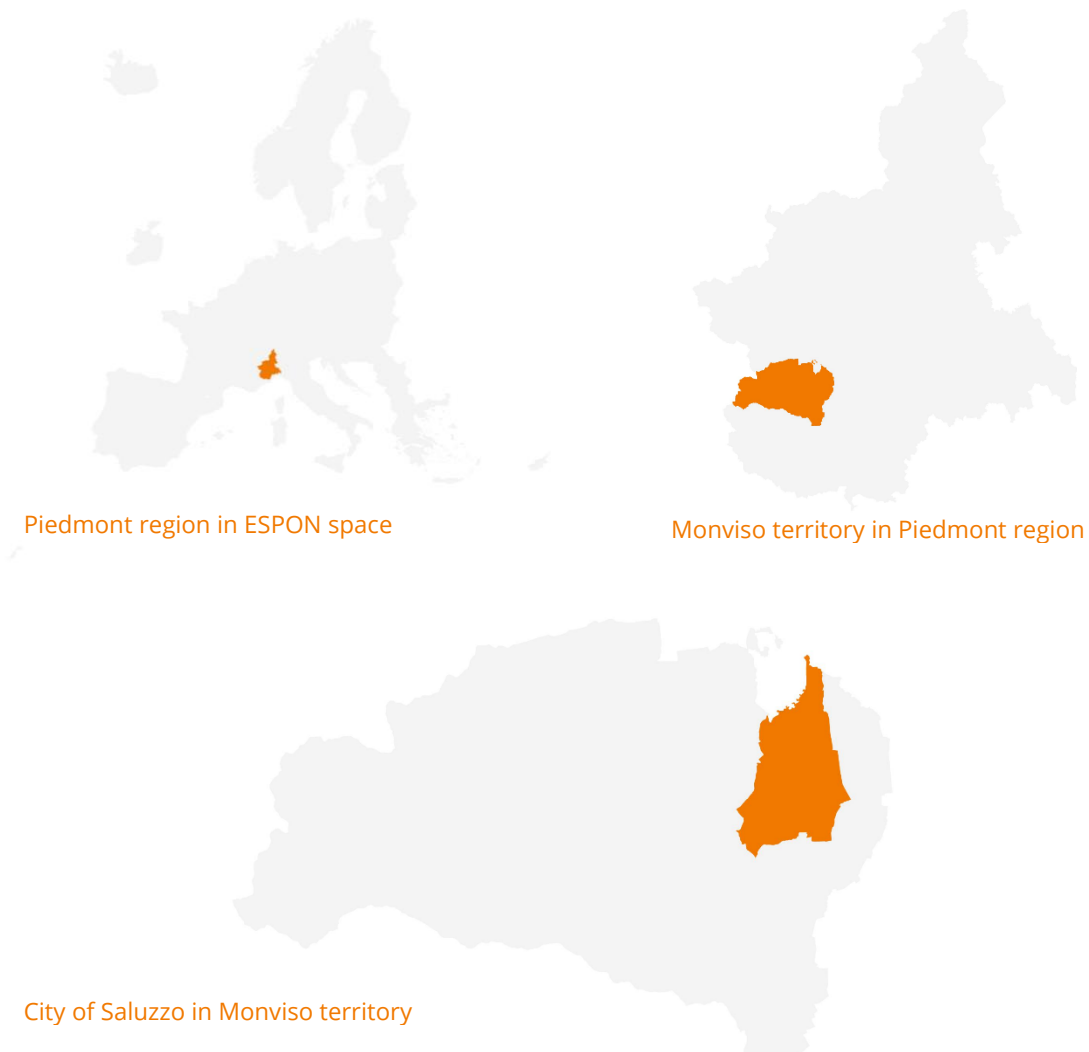 Piedmont region in ESPON space
Monviso territory in Piedmont region
City of Saluzzo in Monviso territory